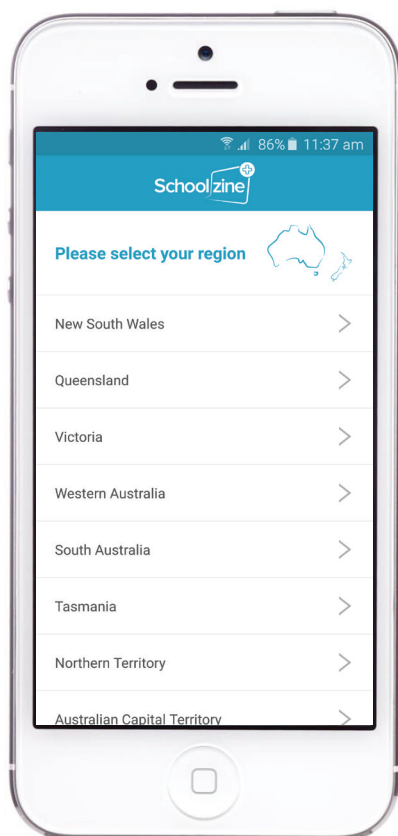 86% 11:37 am
Schoolzine
Please select your region
New South Wales
Queensland
Victoria
Western Australia
South Australia
Tasmania
Northern Territory
Australian Capital Territory